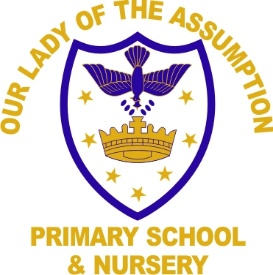 OUR LADY OF THE ASSUMPTION
PRIMARY SCHOOL
& NURSERY